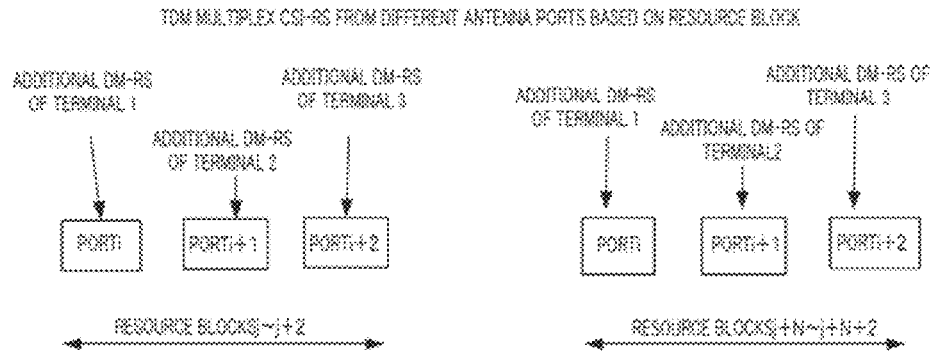 TDM MULTIPLEX CSI-RS FROM DIFFERENT ANTENNA PORTS BASED ON RESOURCE BLOCK
ADDITIONAL DM-RS
OF TERMINAL 1
ADDITIONAL DM-RS
OF TERMINAL 2
ADDITIONAL DM-RS
OF TERMINAL 3
ADDITIONAL DM-RS
OF TERMINAL 1
ADDITIONAL DM-RS OF
TERMINAL2
ADDITIONAL DM-RS OF
TERMINAL 3
PORTi
PORTi+1
PORTi+2
PORTi
PORTi+1
PORTi+2
RESOURCE BLOCKSj~j+2
RESOURCE BLOCKSj+N~j+N+2